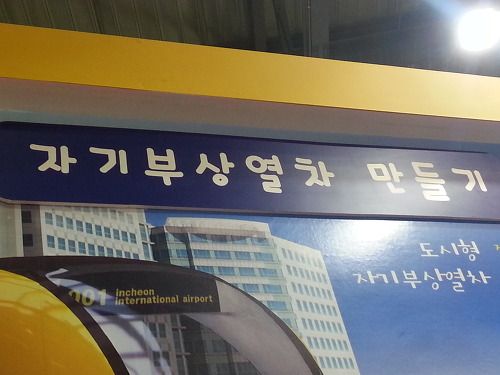 자기부상열차 만들기
도시형
자기부상열차
001 incheon
international airport